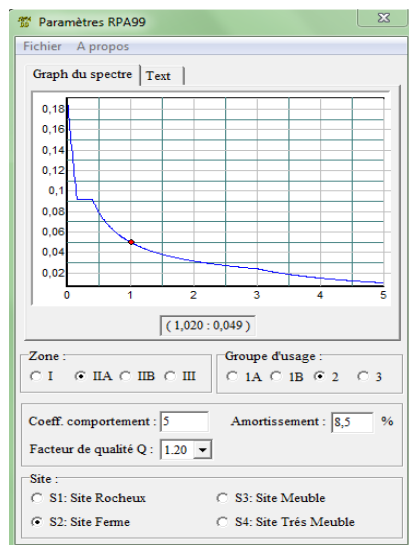 Paramètres RPA99
Fichier A propos
Graph du spectre Text
0,18
0,16
0,14
0,12
0,1
0,08
0,06
0,04
0,02
0 1 2 3 4 5
( 1,020 : 0,049 )
Zone :
I IIA IIB III
Groupe d'usage :
1A 1B 2 3
Coeff. comportement : 5 Amortissement : 8,5 %
Facteur de qualité Q : 1.20
Site :
S1: Site Rocheux S3: Site Meuble
S2: Site Ferme S4: Site Trés Meuble